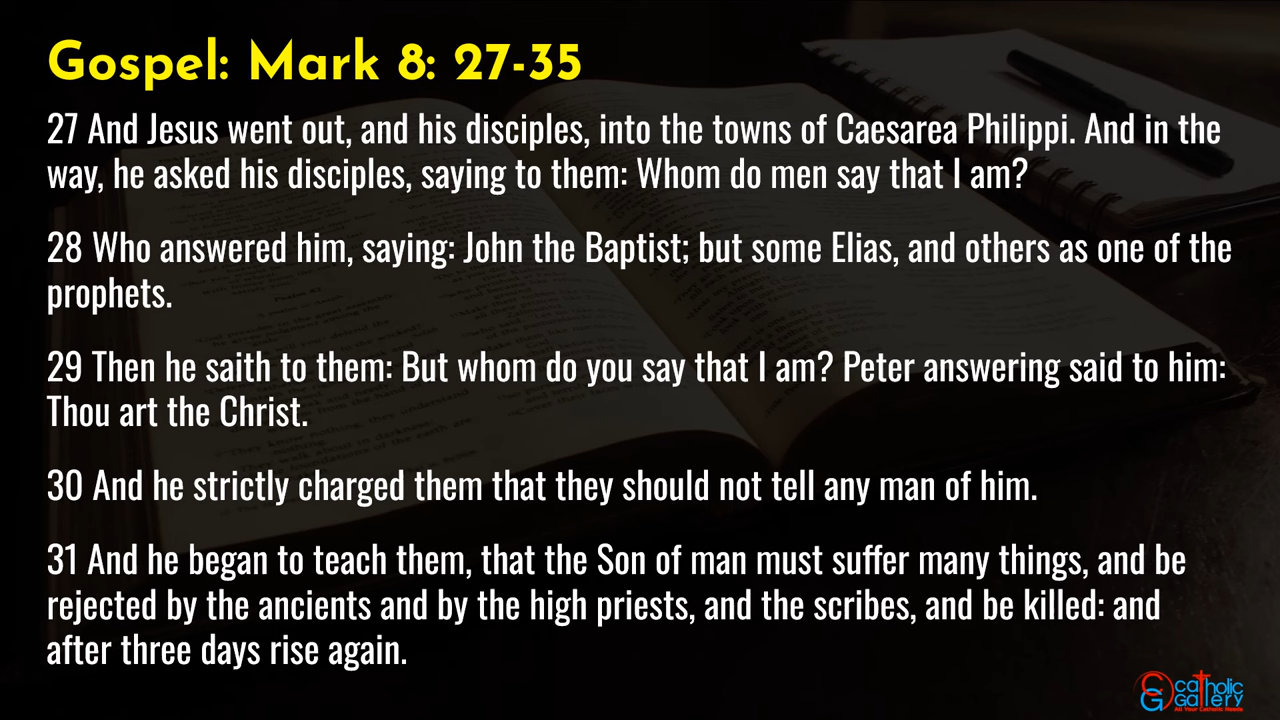 Gospel: Mark 8: 27-35
27 And Jesus went out, and his disciples, into the towns of Caesarea Philippi. And in the
way, he asked his disciples, saying to them: Whom do men say that I am?
28 Who answered him, saying: John the Baptist; but some Elias, and others as one of the
prophets.
29 Then he saith to them: But whom do you say that I am? Peter answering said to him:
Thou art the Christ.
30 And he strictly charged them that they should not tell any man of him.
31 And he began to teach them, that the Son of man must suffer many things, and be
rejected by the ancients and by the high priests, and the scribes, and be killed: and
after three days rise again.
catholic
Gallery
All Your Catholic Needs